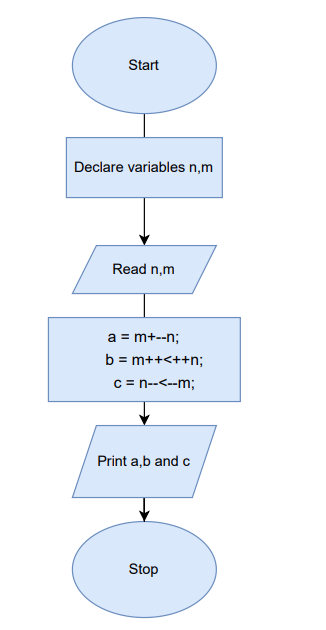 Start
Declare variables n,m
Read n,m
a = m+--n;
b = m++<++n;
c = n--<--m;
Print a,b and c
Stop